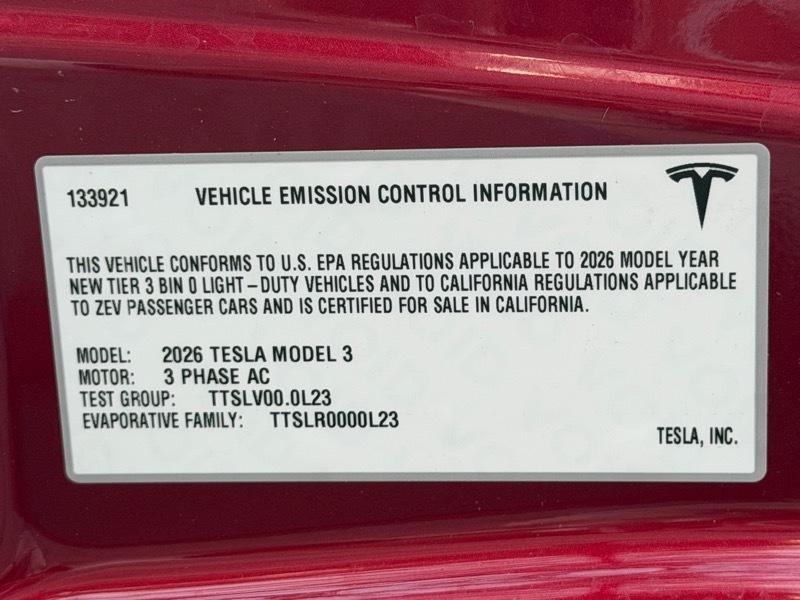 133921 VEHICLE EMISSION CONTROL INFORMATION
THIS VEHICLE CONFORMS TO U.S. EPA REGULATIONS APPLICABLE TO 2026 MODEL YEAR
NEW TIER 3 BIN 0 LIGHT-DUTY VEHICLES AND TO CALIFORNIA REGULATIONS APPLICABLE
TO ZEV PASSENGER CARS AND IS CERTIFIED FOR SALE IN CALIFORNIA.
MODEL: 2026 TESLA MODEL 3
MOTOR: 3 PHASE AC
TEST GROUP: TTSLV00.0L23
EVAPORATIVE FAMILY: TTSLR0000L23
TESLA, INC.